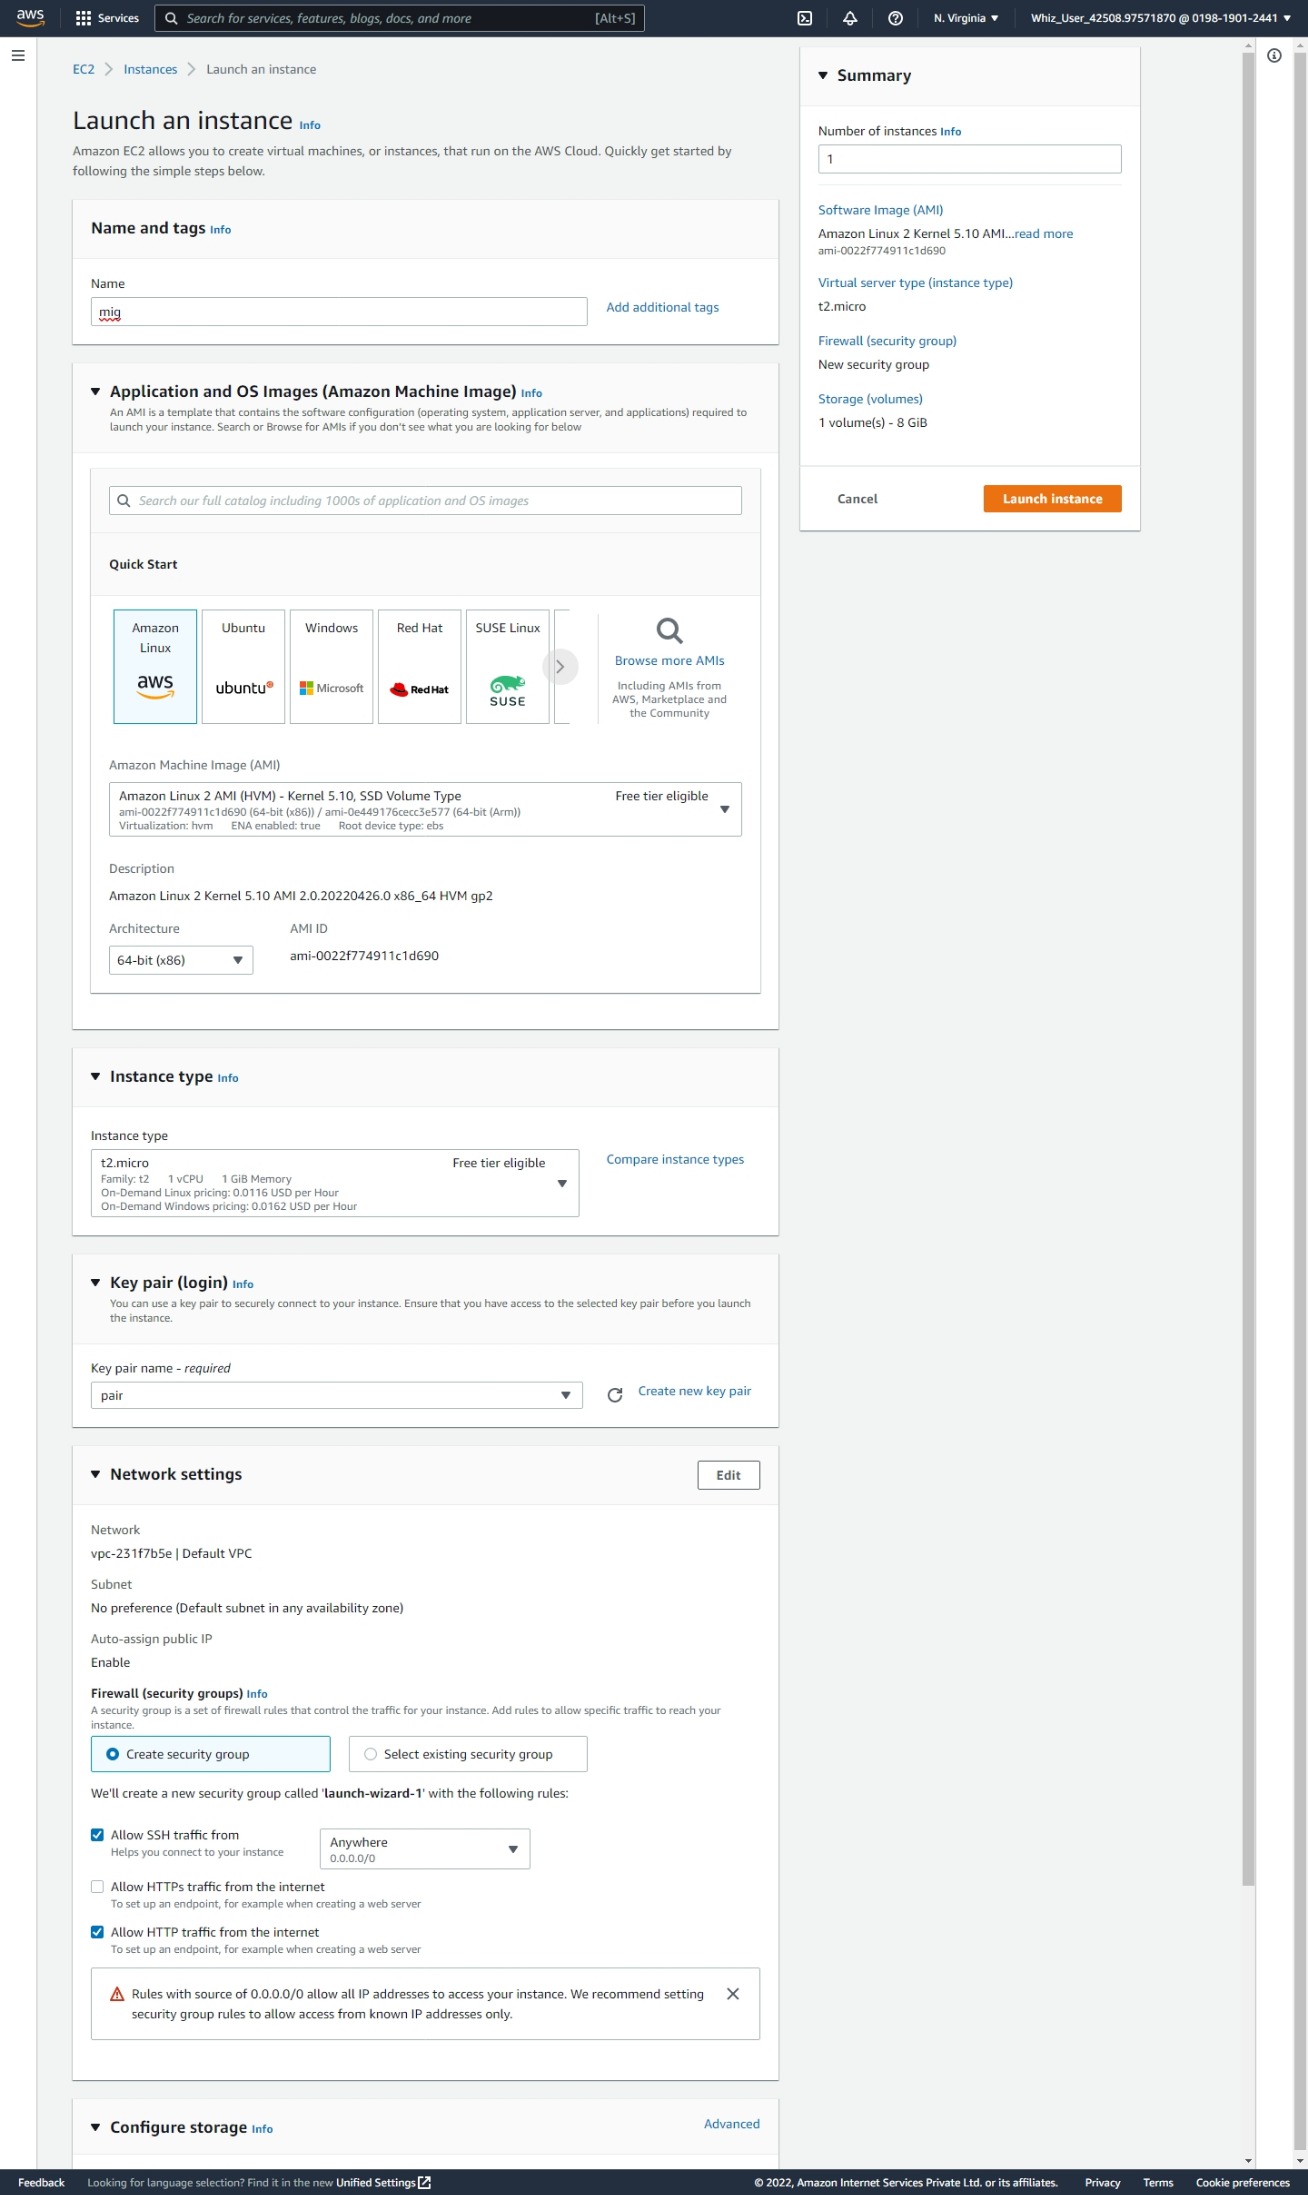 aws
Services
Search for services, features, blogs, docs, and more
[Alt+S]
N. Virginia
Whiz_User_42508.97571870 @ 0198-1901-2441
EC2
Instances
Launch an instance
Launch an instance Info
Amazon EC2 allows you to create virtual machines, or instances, that run on the AWS Cloud. Quickly get started by
following the simple steps below.
Name and tags Info
Name
mig
Add additional tags
Application and OS Images (Amazon Machine Image) Info
An AMI is a template that contains the software configuration (operating system, application server, and applications) required to
launch your instance. Search or Browse for AMIs if you don't see what you are looking for below
Search our full catalog including 1000s of application and OS images
Quick Start
Amazon
Linux
aws
Ubuntu
ubuntu
Windows
Microsoft
Red Hat
Red Hat
SUSE Linux
SUSE
Browse more AMIs
Including AMIs from
AWS, Marketplace and
the Community
Amazon Machine Image (AMI)
Amazon Linux 2 AMI (HVM) - Kernel 5.10, SSD Volume Type
Free tier eligible
ami-0022f774911c1d690 (64-bit (x86)) / ami-0e449176cecc3e577 (64-bit (Arm))
Virtualization: hvm ENA enabled: true Root device type: ebs
Description
Amazon Linux 2 Kernel 5.10 AMI 2.0.20220426.0 x86_64 HVM gp2
Architecture
AMI ID
64-bit (x86)
ami-0022f774911c1d690
Instance type Info
Instance type
t2.micro
Free tier eligible
Family: t2 1 vCPU 1 GiB Memory
On-Demand Linux pricing: 0.0116 USD per Hour
On-Demand Windows pricing: 0.0162 USD per Hour
Compare instance types
Key pair (login) Info
You can use a key pair to securely connect to your instance. Ensure that you have access to the selected key pair before you launch
the instance.
Key pair name - required
pair
Create new key pair
Network settings
Edit
Network
vpc-231f7b5e | Default VPC
Subnet
No preference (Default subnet in any availability zone)
Auto-assign public IP
Enable
Firewall (security groups) Info
A security group is a set of firewall rules that control the traffic for your instance. Add rules to allow specific traffic to reach your
instance.
Create security group
Select existing security group
We'll create a new security group called 'launch-wizard-1' with the following rules:
Allow SSH traffic from
Helps you connect to your instance
Anywhere
0.0.0.0/0
Allow HTTPs traffic from the internet
To set up an endpoint, for example when creating a web server
Allow HTTP traffic from the internet
To set up an endpoint, for example when creating a web server
Rules with source of 0.0.0.0/0 allow all IP addresses to access your instance. We recommend setting
security group rules to allow access from known IP addresses only.
Configure storage Info
Advanced
Summary
Number of instances Info
1
Software Image (AMI)
Amazon Linux 2 Kernel 5.10 AMI...read more
ami-0022f774911c1d690
Virtual server type (instance type)
t2.micro
Firewall (security group)
New security group
Storage (volumes)
1 volume(s) - 8 GiB
Cancel
Launch instance
Feedback
Looking for language selection? Find it in the new Unified Settings
© 2022, Amazon Internet Services Private Ltd. or its affiliates.
Privacy
Terms
Cookie preferences